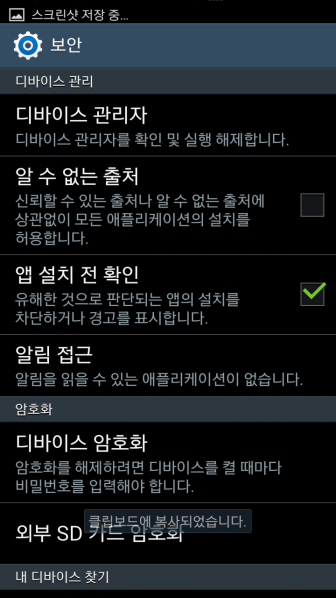 스크린샷 저장 중...
보안
디바이스 관리
디바이스 관리자
디바이스 관리자를 확인 및 실행 해제합니다.
알 수 없는 출처
신뢰할 수 있는 출처나 알 수 없는 출처에
상관없이 모든 애플리케이션의 설치를
허용합니다.
앱 설치 전 확인
유해한 것으로 판단되는 앱의 설치를
차단하거나 경고를 표시합니다.
알림 접근
알림을 읽을 수 있는 애플리케이션이 없습니다.
암호화
디바이스 암호화
암호화를 해제하려면 디바이스를 켤 때마다
비밀번호를 입력해야 합니다.
클립보드에 복사되었습니다.
외부 SD 카드 암호화
내 디바이스 찾기